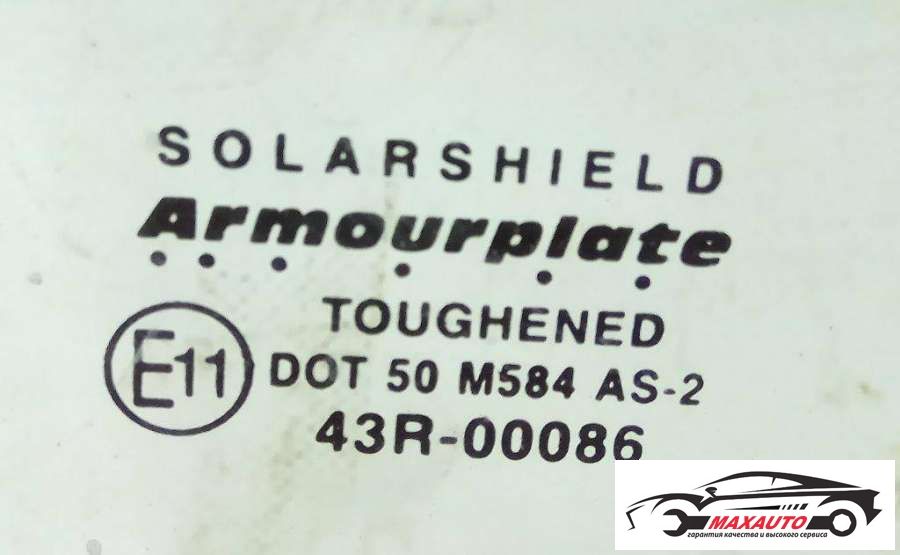 SOLARSHIELD
Armourplate
TOUGHENED
E11
DOT 50 M584 AS-2
43R-00086
MAXAUTO
гарантия качества и высокого сервиса